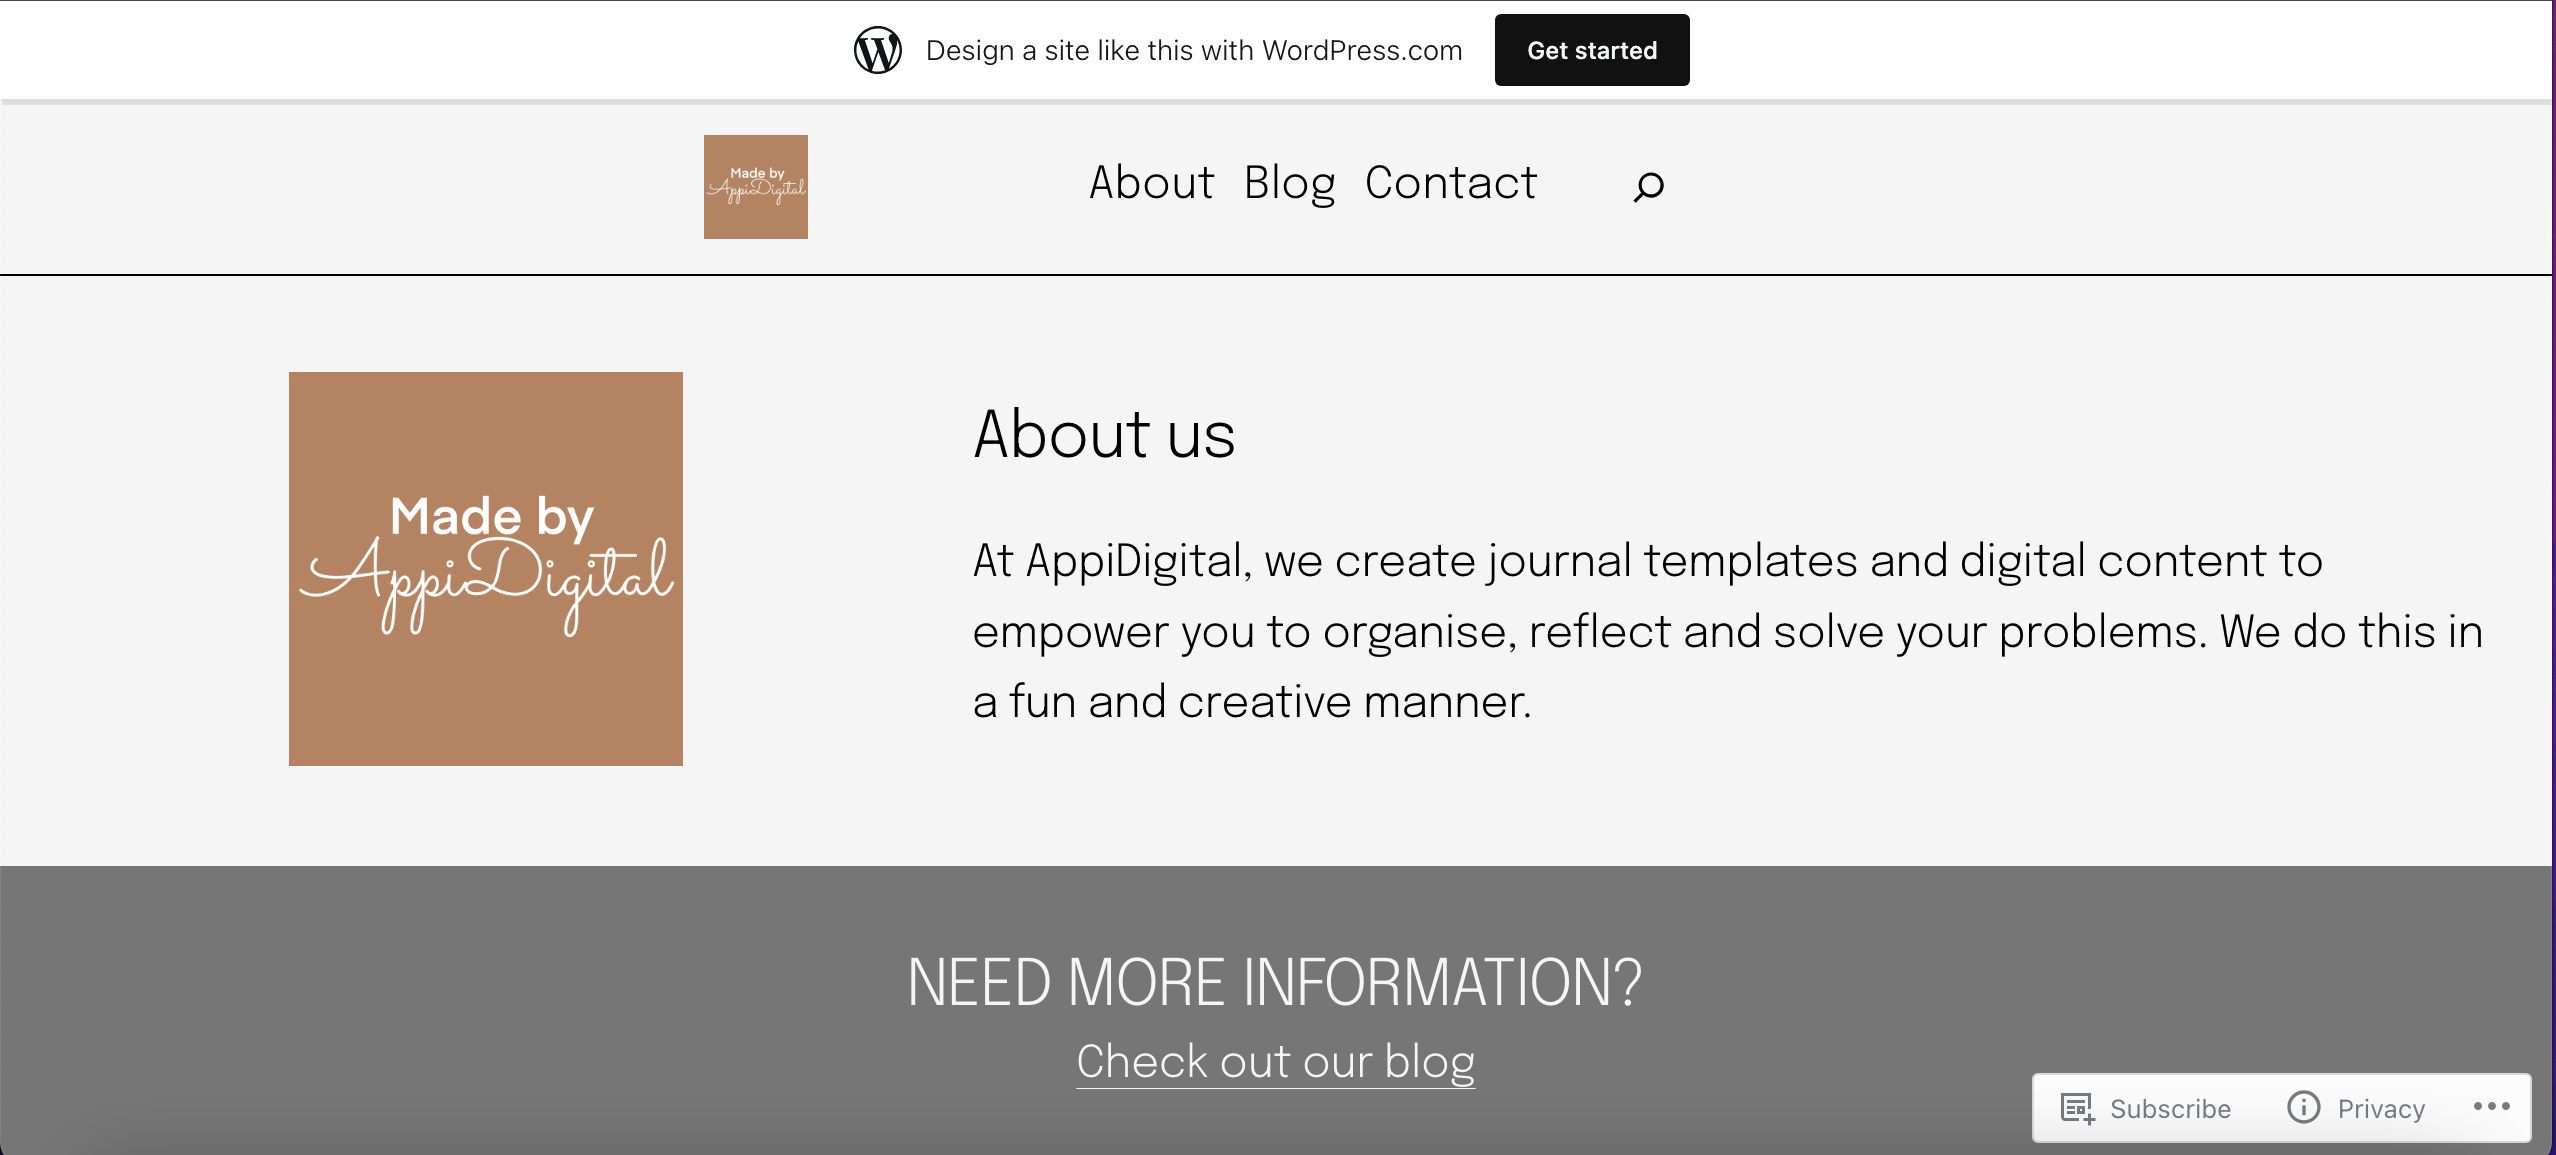 Design a site like this with WordPress.com
Get started
Made by
AppiDigital
About Blog Contact
Made by
AppiDigital
About us
At AppiDigital, we create journal templates and digital content to
empower you to organise, reflect and solve your problems. We do this in
a fun and creative manner.
NEED MORE INFORMATION?
Check out our blog
Subscribe
Privacy